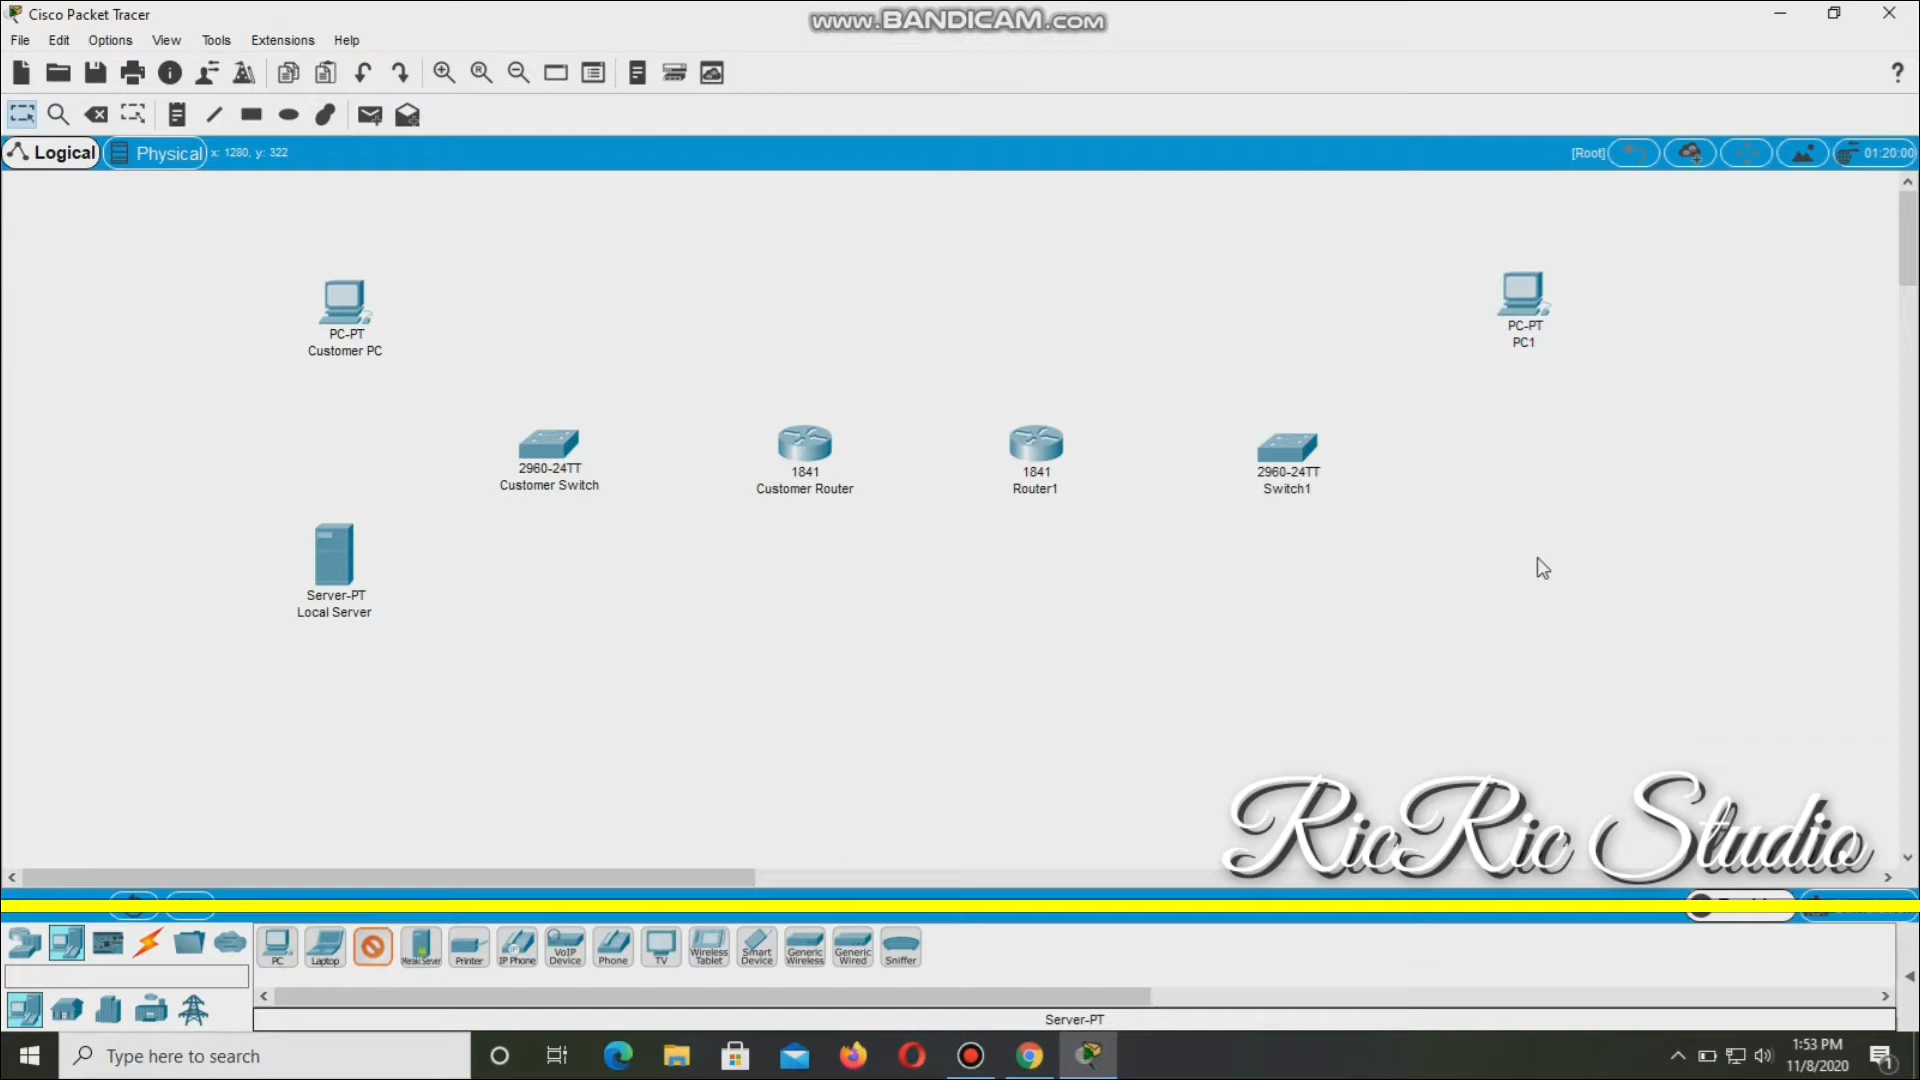 Cisco Packet Tracer
www.BANDICAM.com
File Edit Options View Tools Extensions Help
?
Logical Physical x: 1280, y: 322 [Root] 01:20:00
PC-PT
Customer PC
PC-PT
PC1
2960-24TT
Customer Switch
1841
Customer Router
1841
Router1
2960-24TT
Switch1
Server-PT
Local Server
RicRic Studio
PC
Laptop
Meraki Server
Printer
IP Phone
VoIP
Device
Phone
TV
Wireless
Tablet
Smart
Device
Generic
Wireless
Generic
Wired
Sniffer
Server-PT
Type here to search
1:53 PM
11/8/2020
1